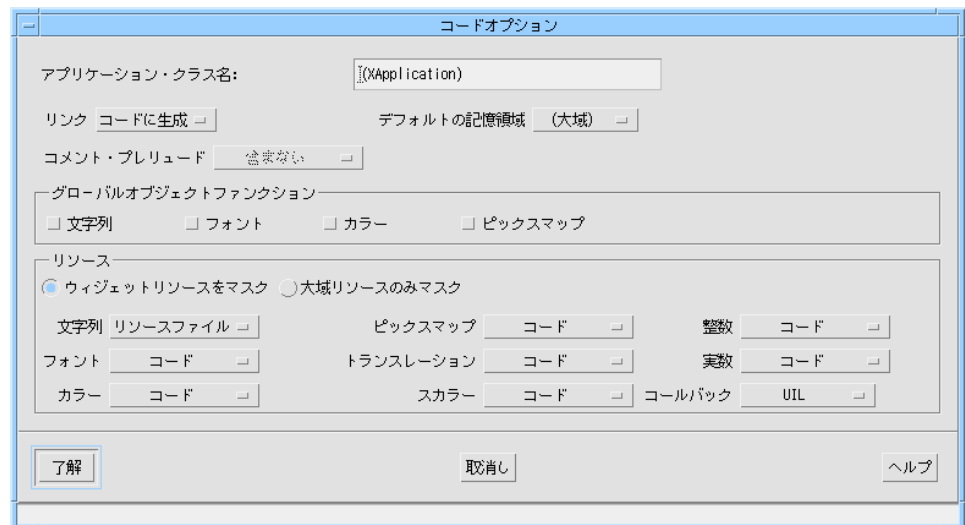 コードオプション
アプリケーション・クラス名: (XApplication)
リンク コードに生成 デフォルトの記憶領域 (大域)
コメント・プレリュード 含まない
グローバルオブジェクトファンクション
文字列 フォント カラー ピックスマップ
リソース
ウィジェットリソースをマスク 大域リソースのみマスク
文字列 リソースファイル ピックスマップ コード 整数 コード
フォント コード トランスレーション コード 実数 コード
カラー コード スカラー コード コールバック UIL
了解 取消し ヘルプ